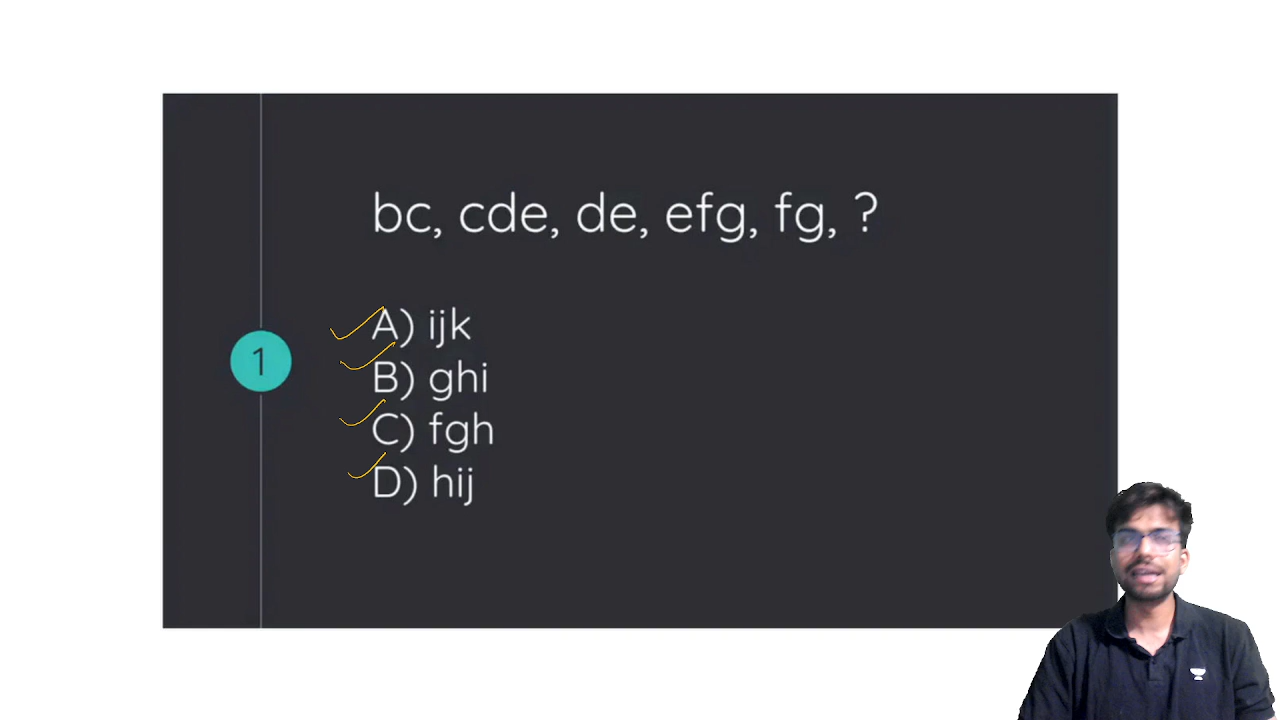 bc, cde, de, efg, fg, ?
A) ijk
B) ghi
1
C) fgh
D) hij